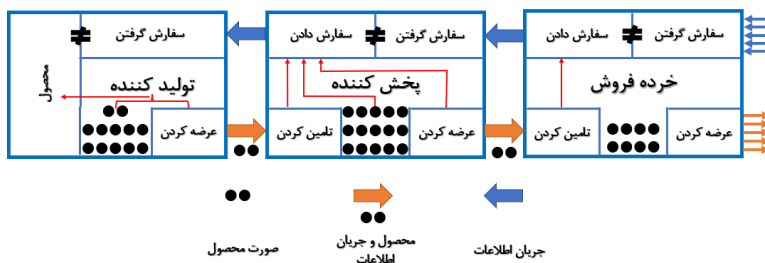 سفارش گرفتن
سفارش دادن
خرده فروش
تامین کردن
عرضه کردن
سفارش گرفتن
سفارش دادن
پخش کننده
تامین کردن
عرضه کردن
سفارش گرفتن
تولید کننده
محصول
عرضه کردن
جریان اطلاعات
محصول و جریان
اطلاعات
صورت محصول